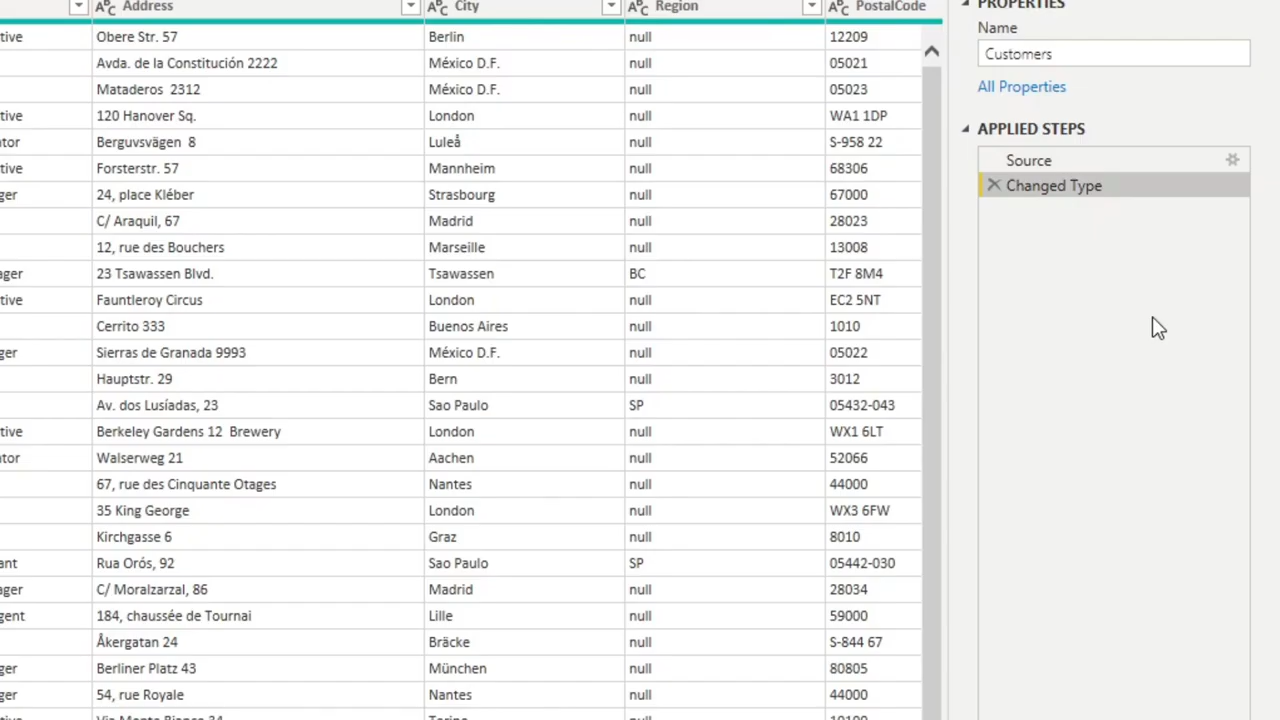 Address City Region PostalCode
tive Obere Str. 57 Berlin null 12209
Avda. de la Constitución 2222 México D.F. null 05021
Mataderos  2312 México D.F. null 05023
tive 120 Hanover Sq. London null WA1 1DP
tor Berguvsvägen  8 Luleå null S-958 22
tive Forsterstr. 57 Mannheim null 68306
ger 24, place Kléber Strasbourg null 67000
C/ Araquil, 67 Madrid null 28023
12, rue des Bouchers Marseille null 13008
ager 23 Tsawassen Blvd. Tsawassen BC T2F 8M4
tive Fauntleroy Circus London null EC2 5NT
Cerrito 333 Buenos Aires null 1010
ger Sierras de Granada 9993 México D.F. null 05022
Hauptstr. 29 Bern null 3012
Av. dos Lusíadas, 23 Sao Paulo SP 05432-043
tive Berkeley Gardens 12  Brewery London null WX1 6LT
ator Walserweg 21 Aachen null 52066
67, rue des Cinquante Otages Nantes null 44000
35 King George London null WX3 6FW
Kirchgasse 6 Graz null 8010
ant Rua Orós, 92 Sao Paulo SP 05442-030
ager C/ Moralzarzal, 86 Madrid null 28034
gent 184, chaussée de Tournai Lille null 59000
Åkergatan 24 Bräcke null S-844 67
ger Berliner Platz 43 München null 80805
ger 54, rue Royale Nantes null 44000
PROPERTIES
Name
Customers
All Properties
APPLIED STEPS
Source
Changed Type